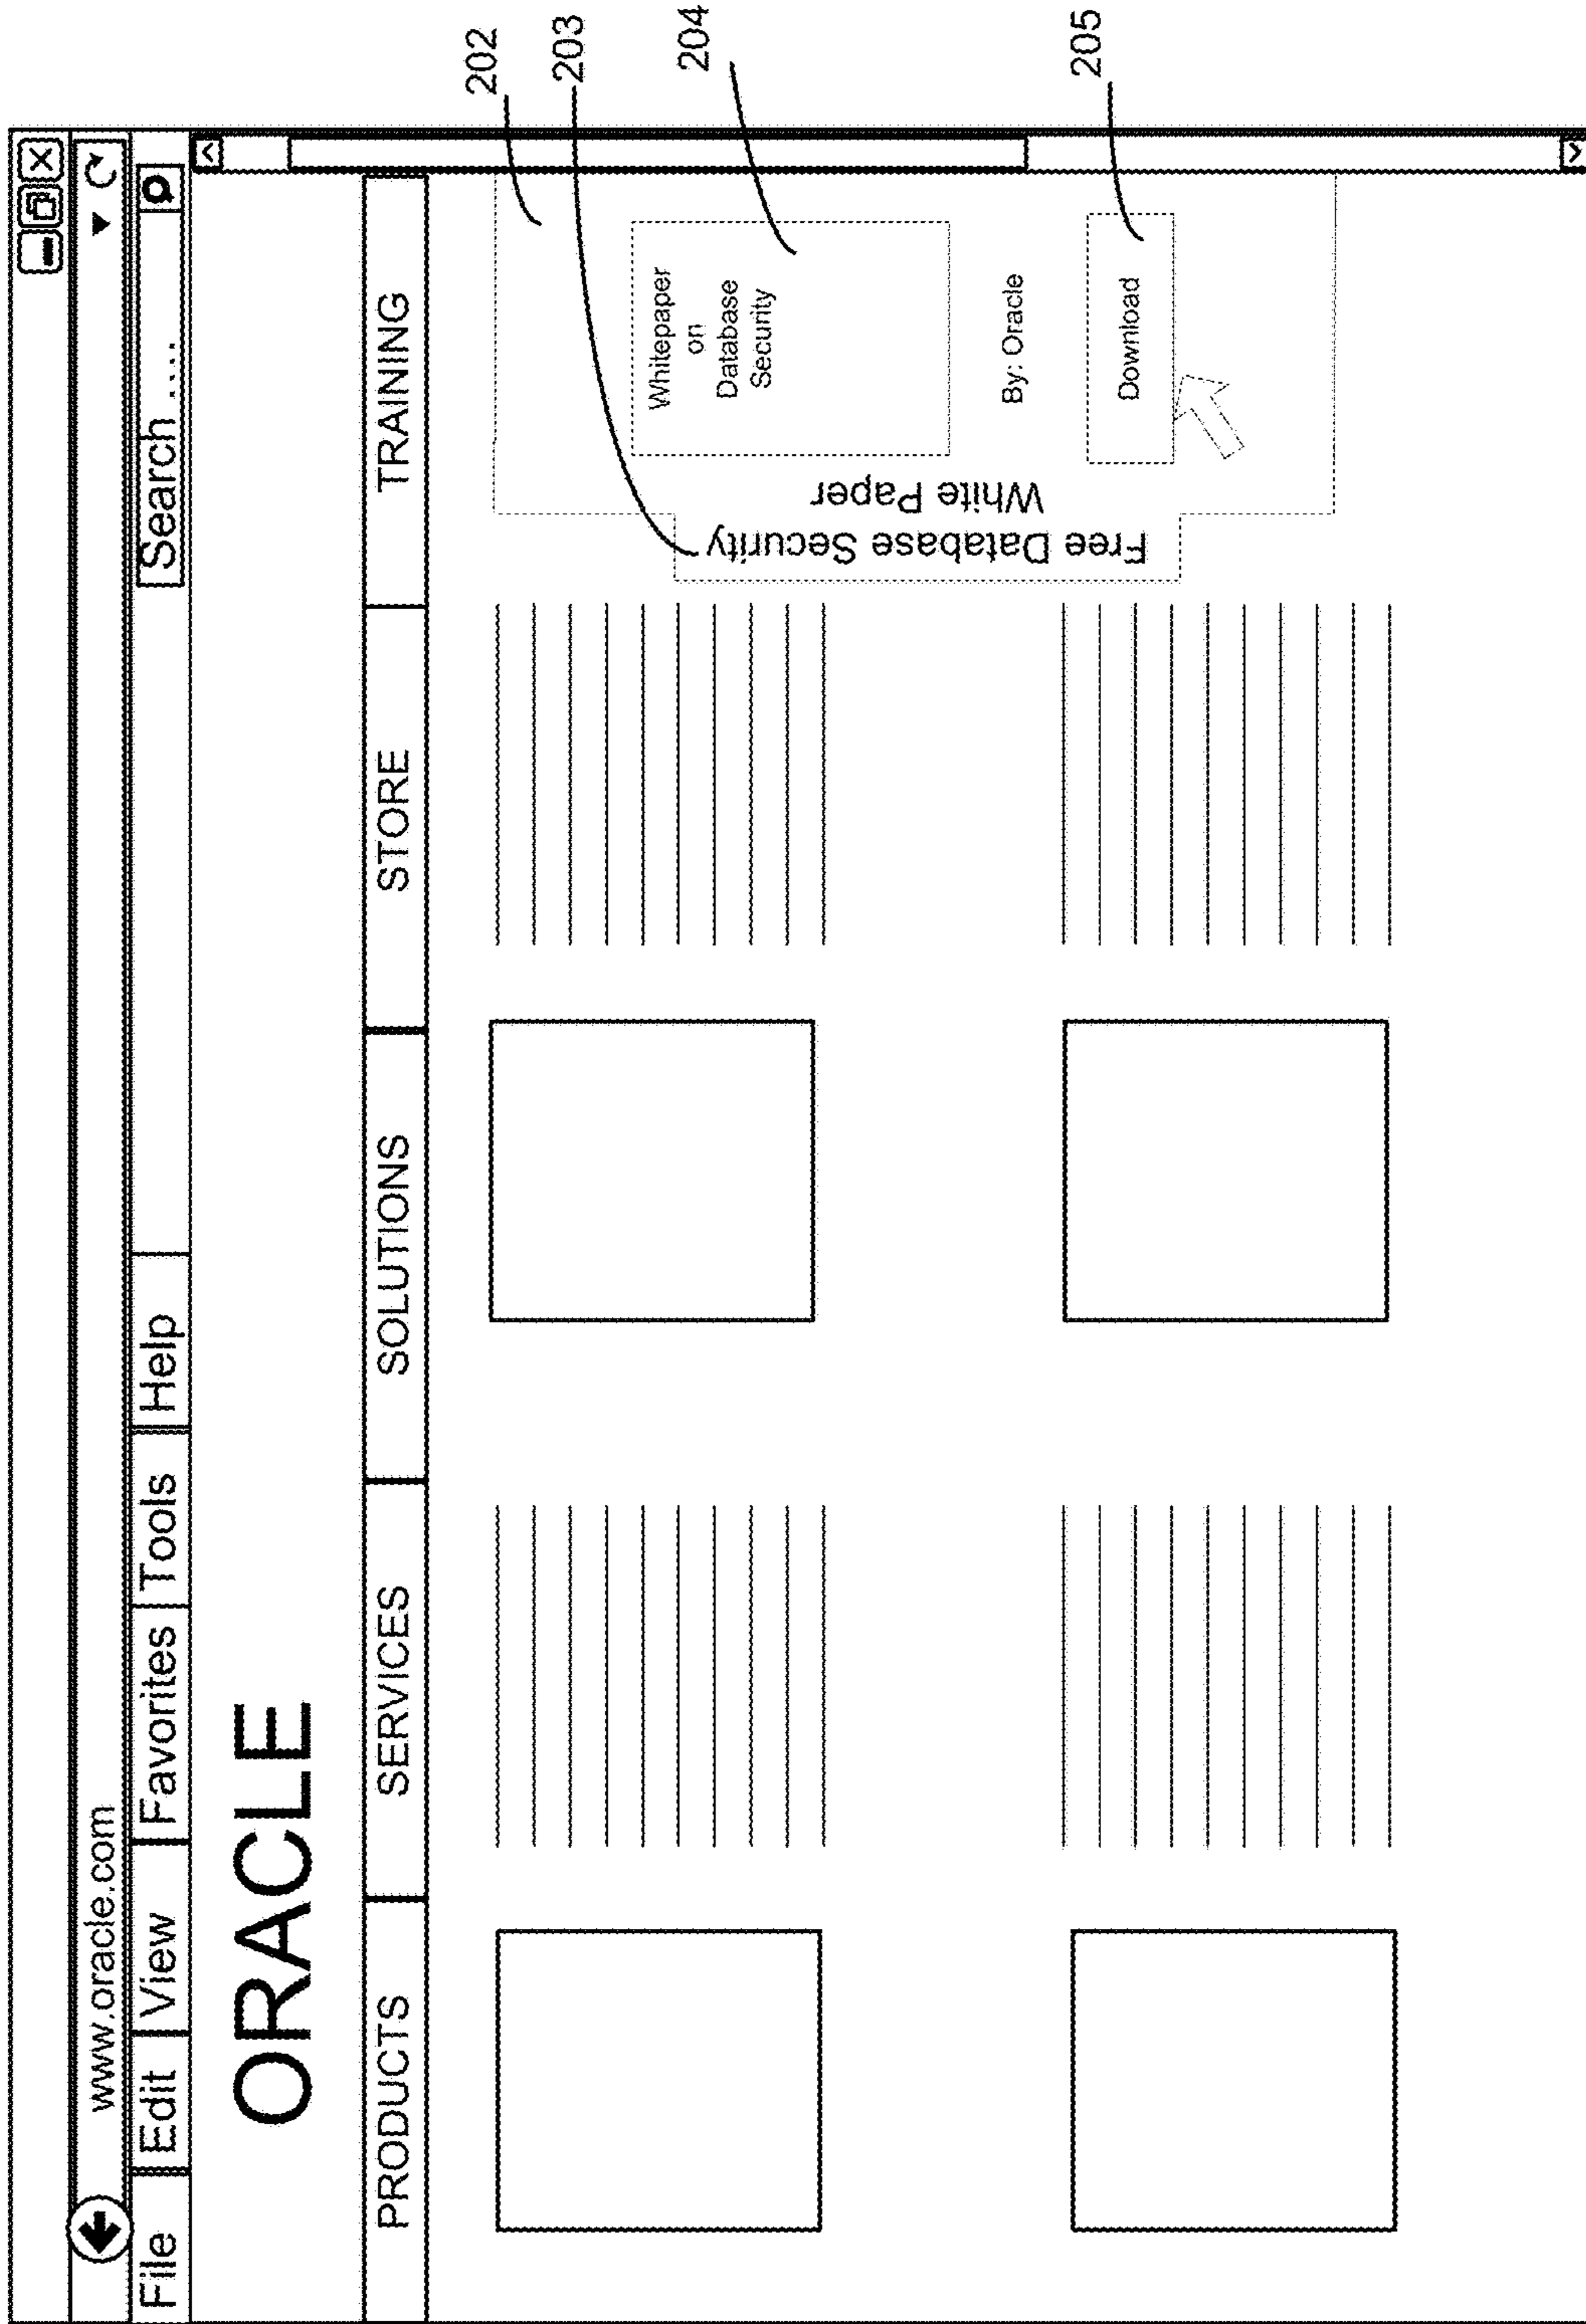 www.oracle.com
File Edit View Favorites Tools Help Search ....
ORACLE
PRODUCTS SERVICES SOLUTIONS STORE TRAINING
Free Database Security
White Paper
Whitepaper
on
Database
Security
By: Oracle
Download
202
203
204
205